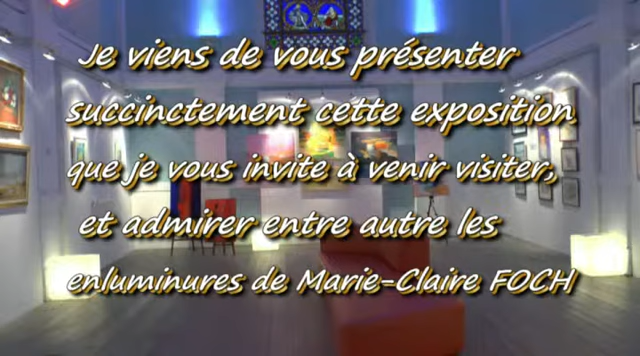 Je viens de vous présenter
succinctement cette exposition
que je vous invite à venir visiter,
et admirer entre autre les
enluminures de Marie-Claire FOCH